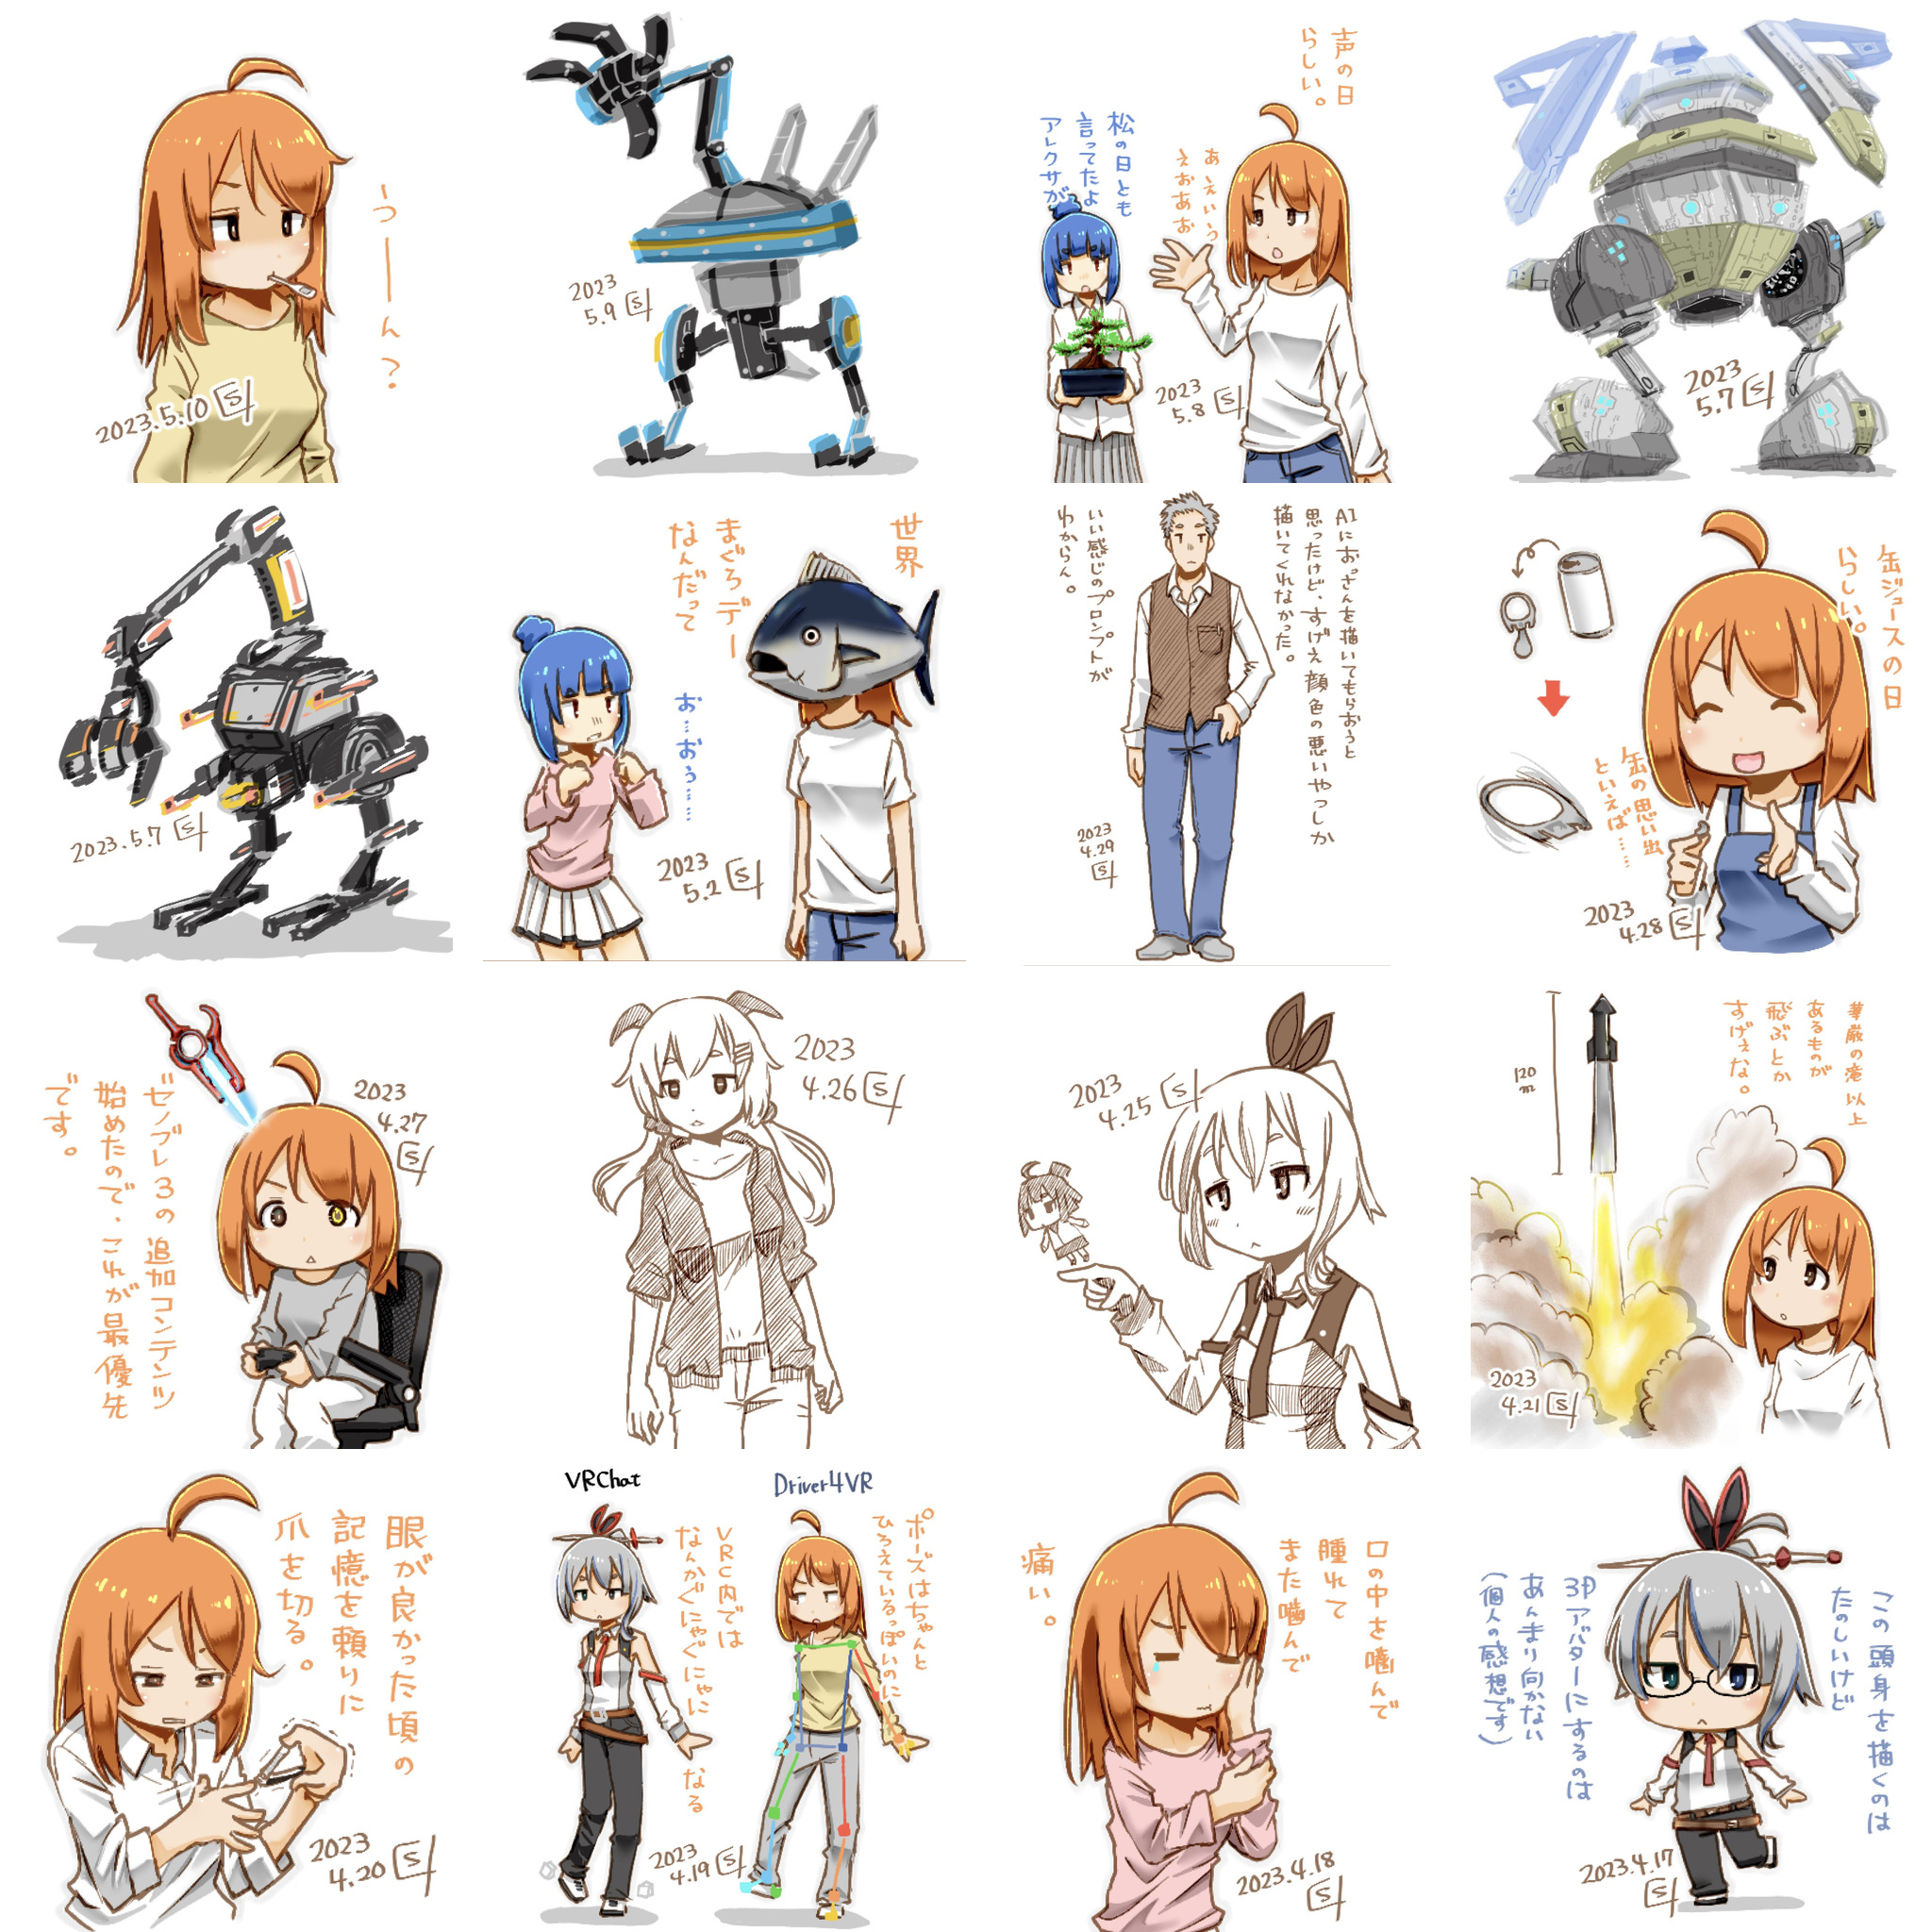 うーん?
2023.5.10 S
2023
5.9 S
声の日
らしい。
あえいう
えおあお
松の日とも
言ってたよ
アレクサが
2023
5.8 S
2023
5.7 S
2023.5.7 S
世界
まぐろデー
なんだって
お…おぅ……
2023
5.2 S
AIにおっさんを描いてもらおうと
思ったけど、すげえ顔色の悪いやつしか
描いてくれなかった。
いい感じのプロンプトが
わからん。
2023
4.29
S
缶ジュースの日
らしい。
缶の思い出
といえば……
2023
4.28 S
2023
4.27
S
ゼノブレ3の追加コンテンツ
始めたので、これが最優先
です。
2023
4.26 S
2023
4.25 S
華厳の滝以上
あるものが
飛ぶとか
すげぇな。
120
m
2023
4.21 S
眼が良かった頃の
記憶を頼りに
爪を切る。
2023
4.20 S
VRChat
Driver4VR
ポーズはちゃんと
ひろえているっぽいのに
VRC内では
なんかぐにゃぐにゃになる
2023
4.19 S
口の中を噛んで
腫れて
また噛んで
痛い。
2023.4.18
S
この頭身を描くのは
たのしいけど
3Dアバターにするのは
あんまり向かない
(個人の感想です)
2023.4.17
S